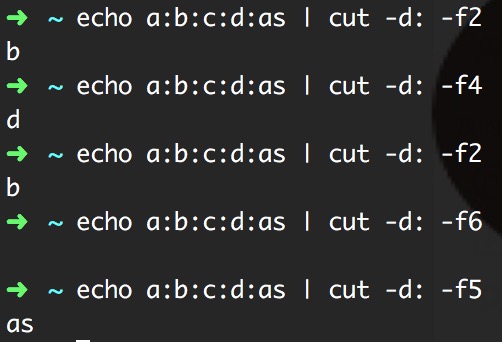 ➜ ~ echo a:b:c:d:as | cut -d: -f2
b
➜ ~ echo a:b:c:d:as | cut -d: -f4
d
➜ ~ echo a:b:c:d:as | cut -d: -f2
b
➜ ~ echo a:b:c:d:as | cut -d: -f6

➜ ~ echo a:b:c:d:as | cut -d: -f5
as